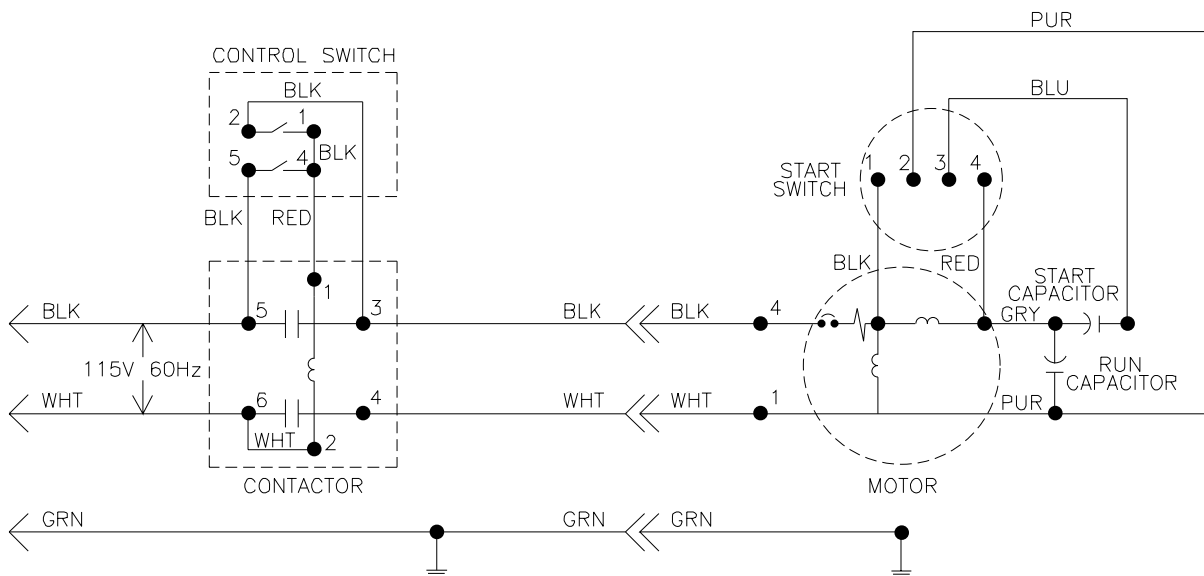 PUR
CONTROL SWITCH
BLK
BLU
2
1
BLK
5
4
START
SWITCH
1
2
3
4
BLK
RED
BLK
RED
1
START
CAPACITOR
BLK
5
3
BLK
BLK
4
GRY
115V 60Hz
RUN
CAPACITOR
WHT
6
4
WHT
WHT
1
PUR
WHT
2
CONTACTOR
MOTOR
GRN
GRN
GRN